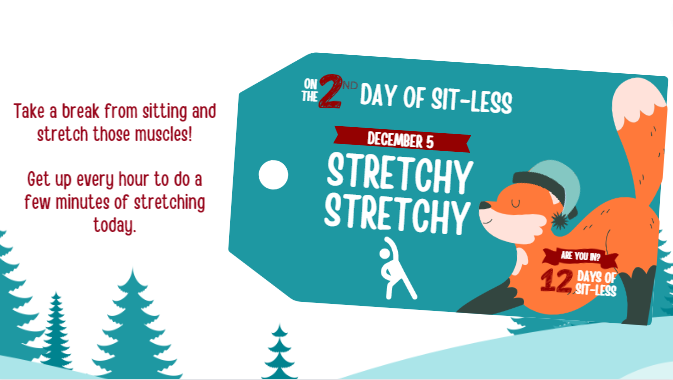 Take a break from sitting and
stretch those muscles!
Get up every hour to do a
few minutes of stretching
today.
ON
THE 2ND DAY OF SIT-LESS
DECEMBER 5
STRETCHY
STRETCHY
ARE YOU IN?
12 DAYS OF
SIT-LESS